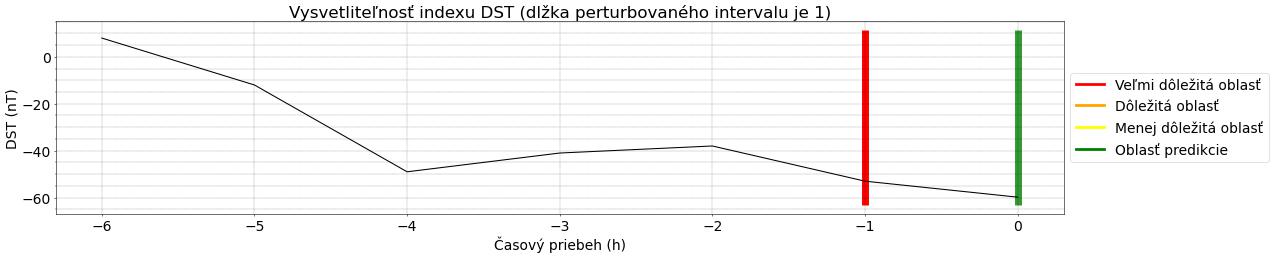 Vysvetliteľnosť indexu DST (dĺžka perturbovaného intervalu je 1)
DST (nT)
0
−20
−40
−60
−6 −5 −4 −3 −2 −1 0
Časový priebeh (h)
Veľmi dôležitá oblasť
Dôležitá oblasť
Menej dôležitá oblasť
Oblasť predikcie